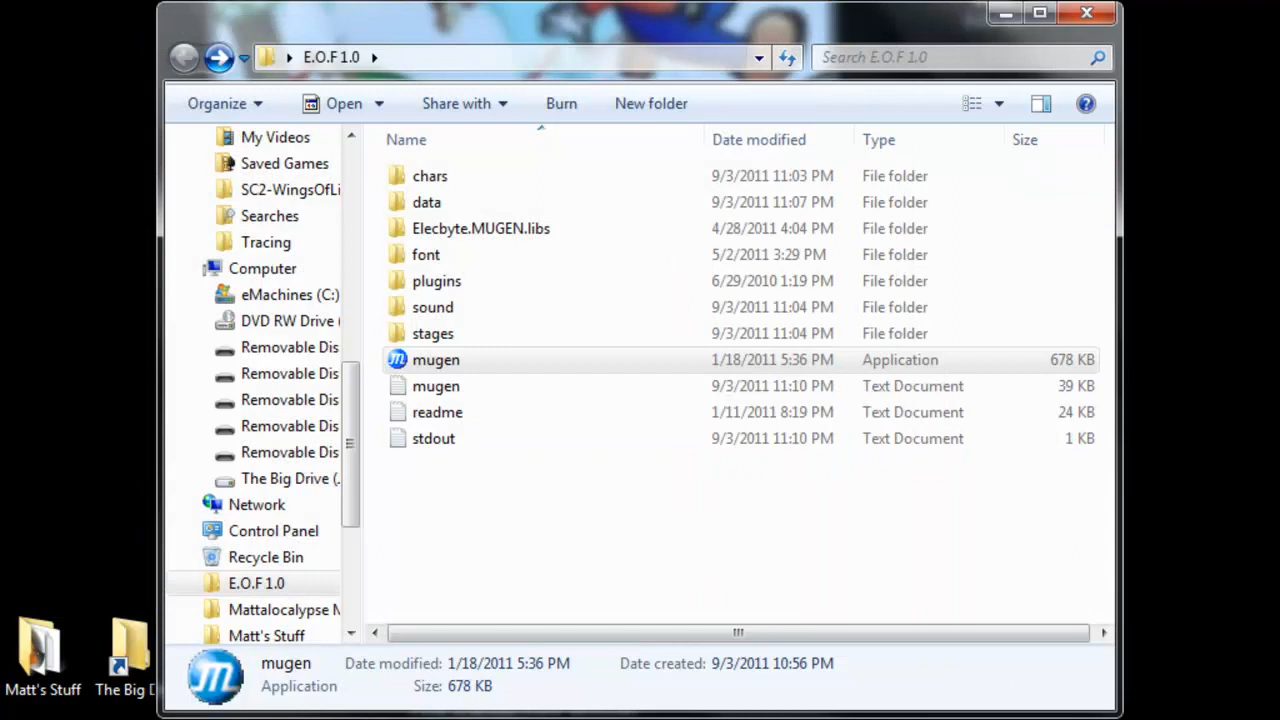 E.O.F 1.0
Search E.O.F 1.0
Organize Open Share with Burn New folder
Name Date modified Type Size
My Videos
Saved Games
SC2-WingsOfLi
Searches
Tracing
Computer
eMachines (C:)
DVD RW Drive (
Removable Dis
Removable Dis
Removable Dis
Removable Dis
Removable Dis
The Big Drive (
Network
Control Panel
Recycle Bin
E.O.F 1.0
Mattalocalypse M
Matt's Stuff
chars 9/3/2011 11:03 PM File folder
data 9/3/2011 11:07 PM File folder
Elecbyte.MUGEN.libs 4/28/2011 4:04 PM File folder
font 5/2/2011 3:29 PM File folder
plugins 6/29/2010 1:19 PM File folder
sound 9/3/2011 11:04 PM File folder
stages 9/3/2011 11:04 PM File folder
mugen 1/18/2011 5:36 PM Application 678 KB
mugen 9/3/2011 11:10 PM Text Document 39 KB
readme 1/11/2011 8:19 PM Text Document 24 KB
stdout 9/3/2011 11:10 PM Text Document 1 KB
mugen Date modified: 1/18/2011 5:36 PM Date created: 9/3/2011 10:56 PM
Application Size: 678 KB
Matt's Stuff
The Big D